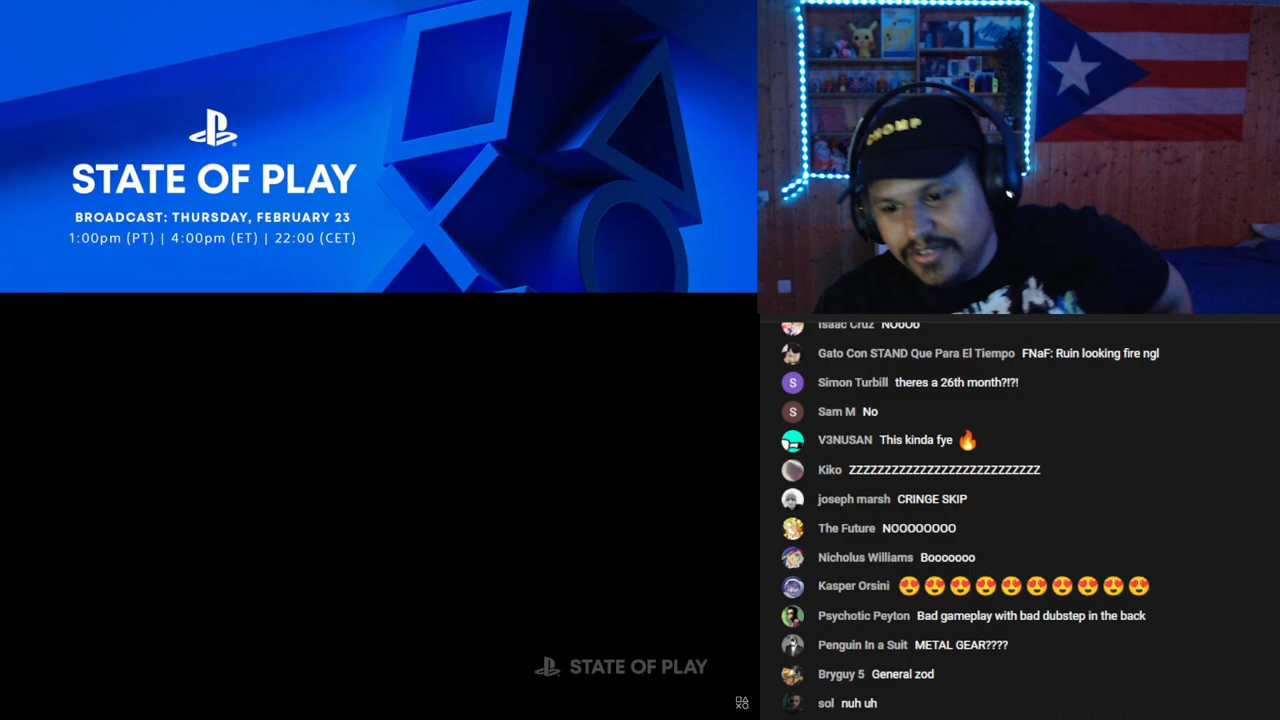 STATE OF PLAY
BROADCAST: THURSDAY, FEBRUARY 23
1:00pm (PT) | 4:00pm (ET) | 22:00 (CET)
CHOMP
Isaac Cruz NOoOo
Gato Con STAND Que Para El Tiempo FNaF: Ruin looking fire ngl
S Simon Turbill theres a 26th month?!?!
S Sam M No
V3NUSAN This kinda fye 🔥
Kiko ZZZZZZZZZZZZZZZZZZZZZZZZZZZ
joseph marsh CRINGE SKIP
The Future NOOOOOOOO
Nicholus Williams Booooooo
Kasper Orsini 😍😍😍😍😍😍😍😍😍😍
Psychotic Peyton Bad gameplay with bad dubstep in the back
Penguin In a Suit METAL GEAR????
Bryguy 5 General zod
sol nuh uh
STATE OF PLAY